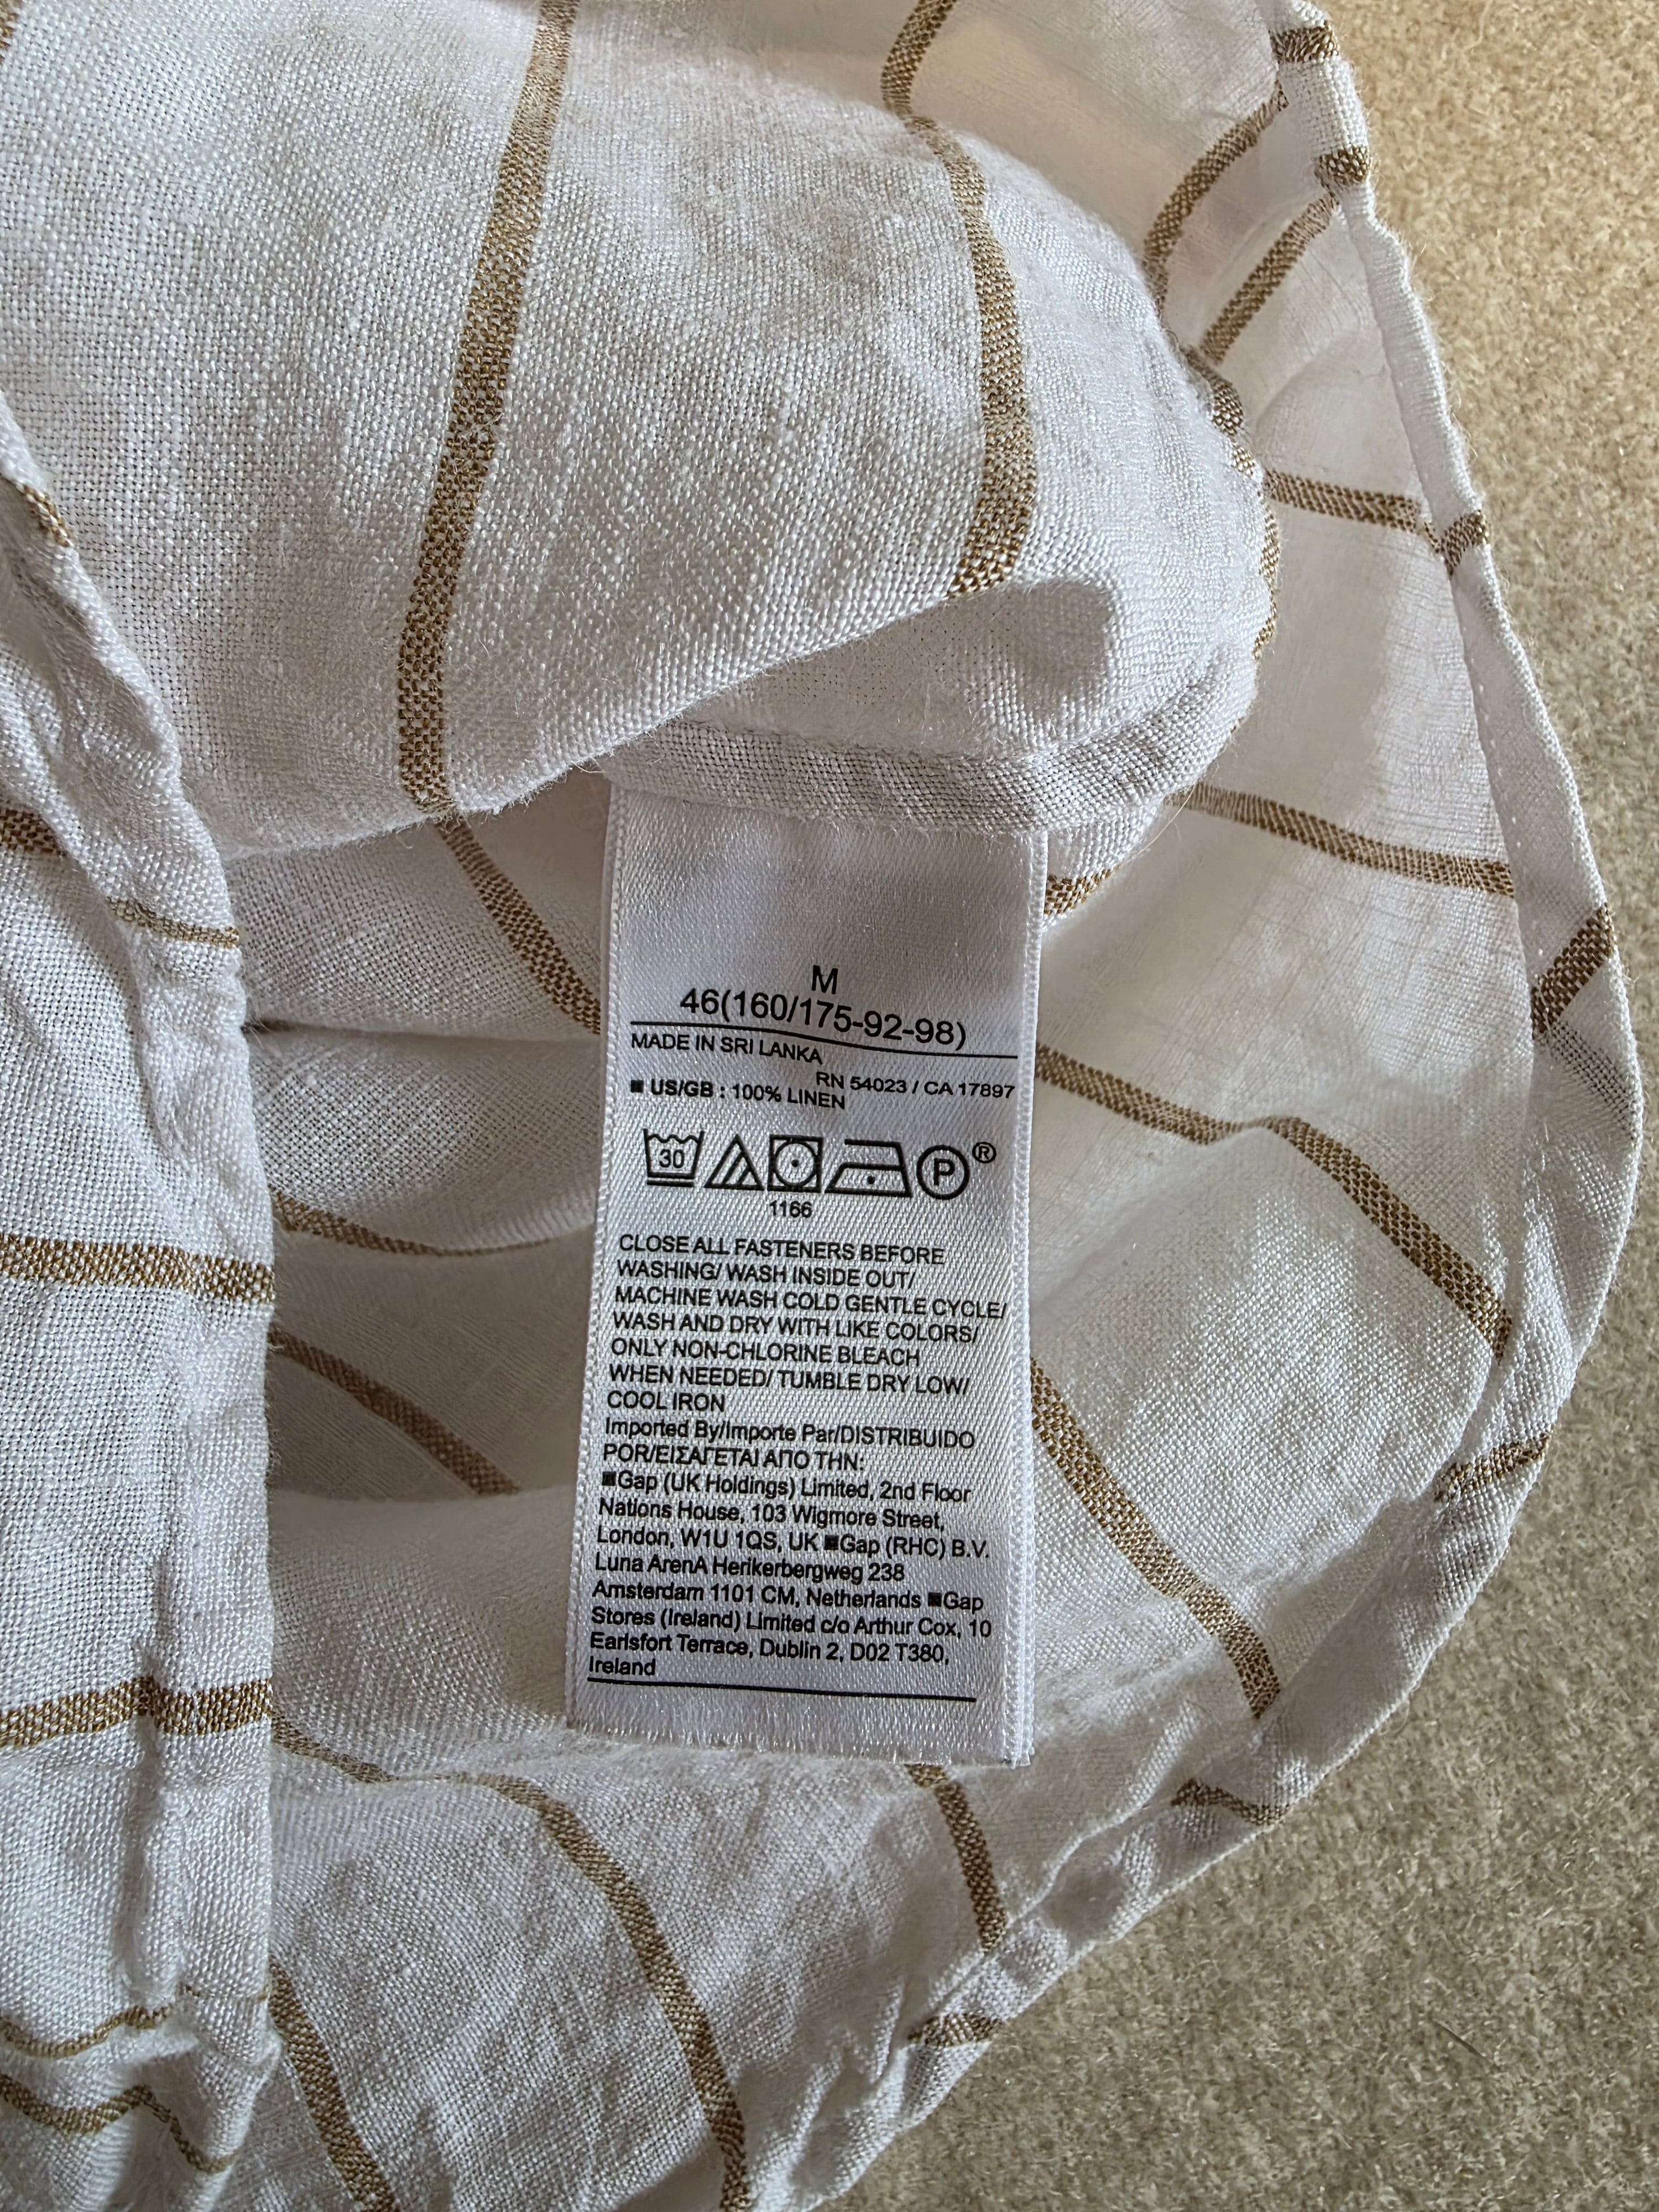 M
46(160/175-92-98)
MADE IN SRI LANKA
RN 54023 / CA 17897
■ US/GB : 100% LINEN
30 P ®
1166
CLOSE ALL FASTENERS BEFORE
WASHING/ WASH INSIDE OUT/
MACHINE WASH COLD GENTLE CYCLE/
WASH AND DRY WITH LIKE COLORS/
ONLY NON-CHLORINE BLEACH
WHEN NEEDED/ TUMBLE DRY LOW/
COOL IRON
Imported By/Importe Par/DISTRIBUIDO
POR/ΕΙΣΑΓΕΤΑΙ ΑΠΟ ΤΗΝ:
■Gap (UK Holdings) Limited, 2nd Floor
Nations House, 103 Wigmore Street,
London, W1U 1QS, UK ■Gap (RHC) B.V.
Luna ArenA Herikerbergweg 238
Amsterdam 1101 CM, Netherlands ■Gap
Stores (Ireland) Limited c/o Arthur Cox, 10
Earlsfort Terrace, Dublin 2, D02 T380,
Ireland